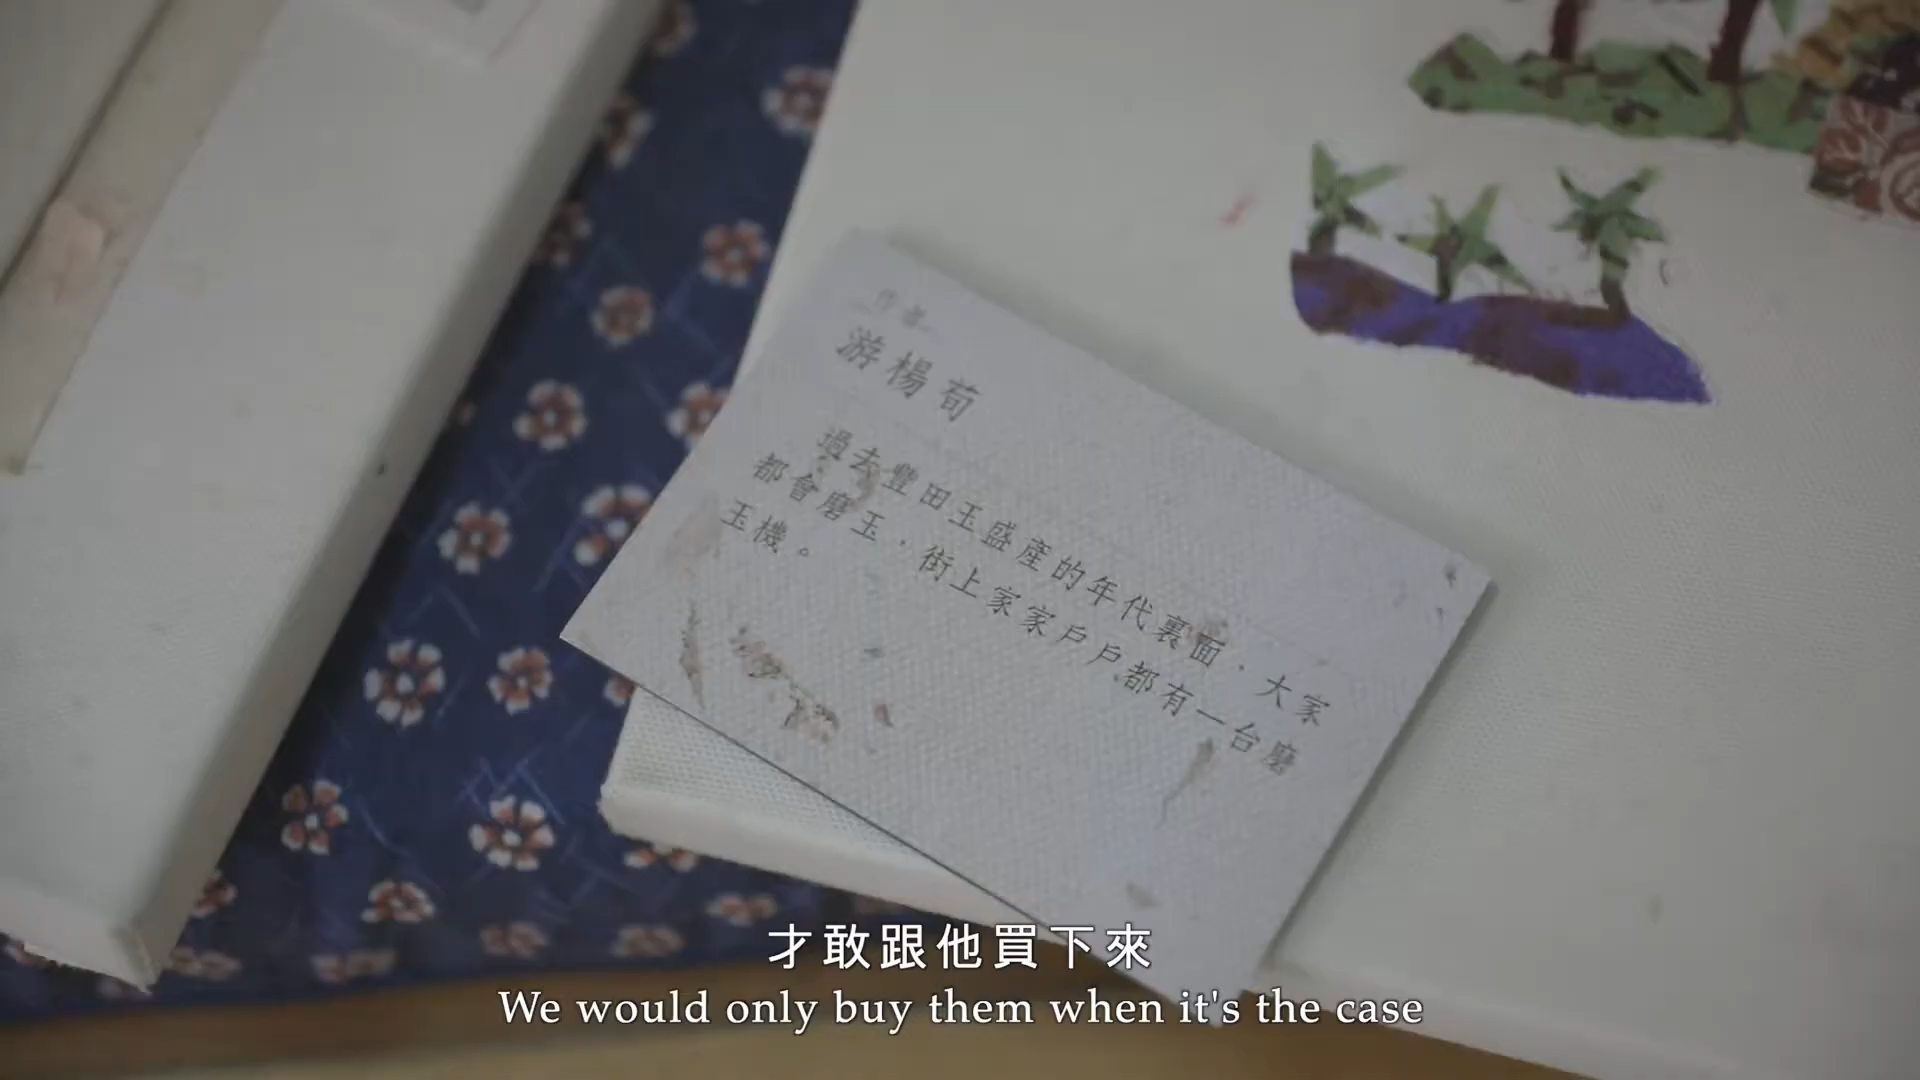 作者
游楊荀
過去豐田玉盛產的年代裏面，大家
都會磨玉，街上家家戶戶都有一台磨
玉機。
才敢跟他買下來
We would only buy them when it's the case